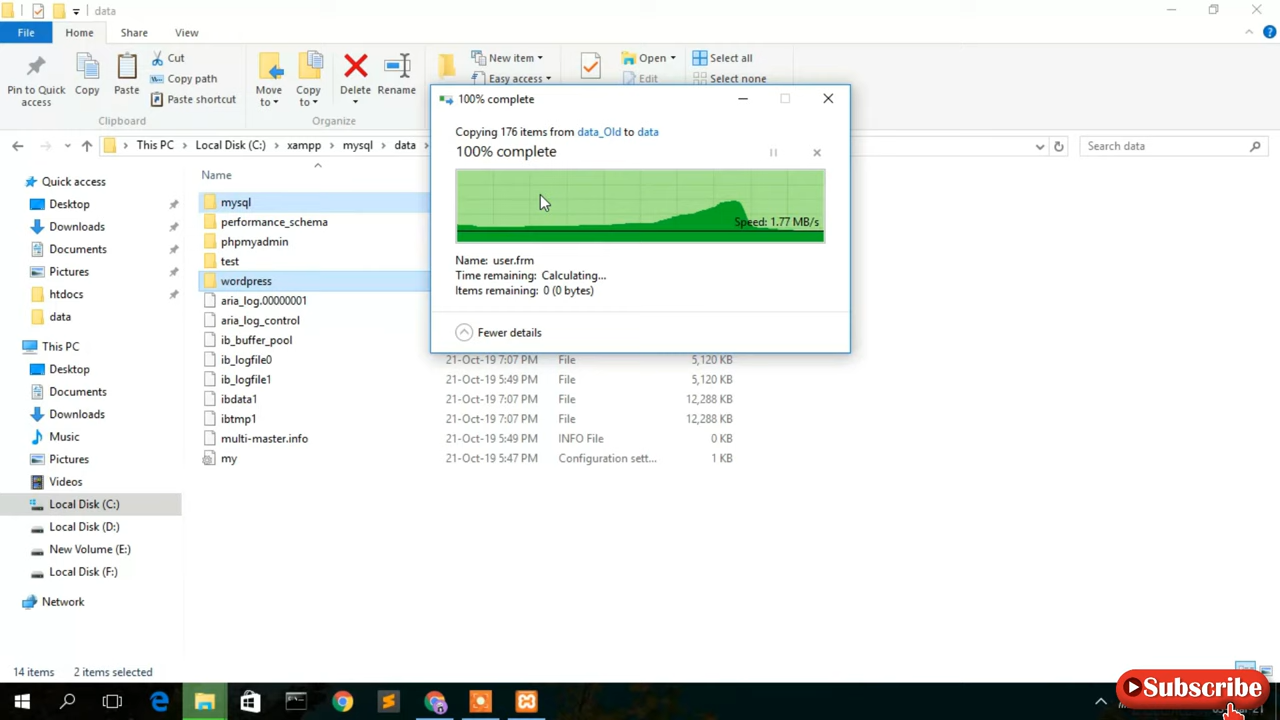 data
File
Home
Share
View
Pin to Quick access
Copy
Paste
Cut
Copy path
Paste shortcut
Clipboard
Move to
Copy to
Delete
Rename
Organize
New item
Easy access
Open
Edit
Select all
Select none
100% complete
Copying 176 items from data_Old to data
100% complete
Speed: 1.77 MB/s
Name: user.frm
Time remaining: Calculating...
Items remaining: 0 (0 bytes)
Fewer details
This PC > Local Disk (C:) > xampp > mysql > data
Search data
Quick access
Desktop
Downloads
Documents
Pictures
htdocs
data
This PC
Desktop
Documents
Downloads
Music
Pictures
Videos
Local Disk (C:)
Local Disk (D:)
New Volume (E:)
Local Disk (F:)
Network
Name
mysql
performance_schema
phpmyadmin
test
wordpress
aria_log.00000001
aria_log_control
ib_buffer_pool
ib_logfile0 21-Oct-19 7:07 PM File 5,120 KB
ib_logfile1 21-Oct-19 5:49 PM File 5,120 KB
ibdata1 21-Oct-19 7:07 PM File 12,288 KB
ibtmp1 21-Oct-19 7:07 PM File 12,288 KB
multi-master.info 21-Oct-19 5:49 PM INFO File 0 KB
my 21-Oct-19 5:47 PM Configuration sett... 1 KB
14 items 2 items selected
Subscribe